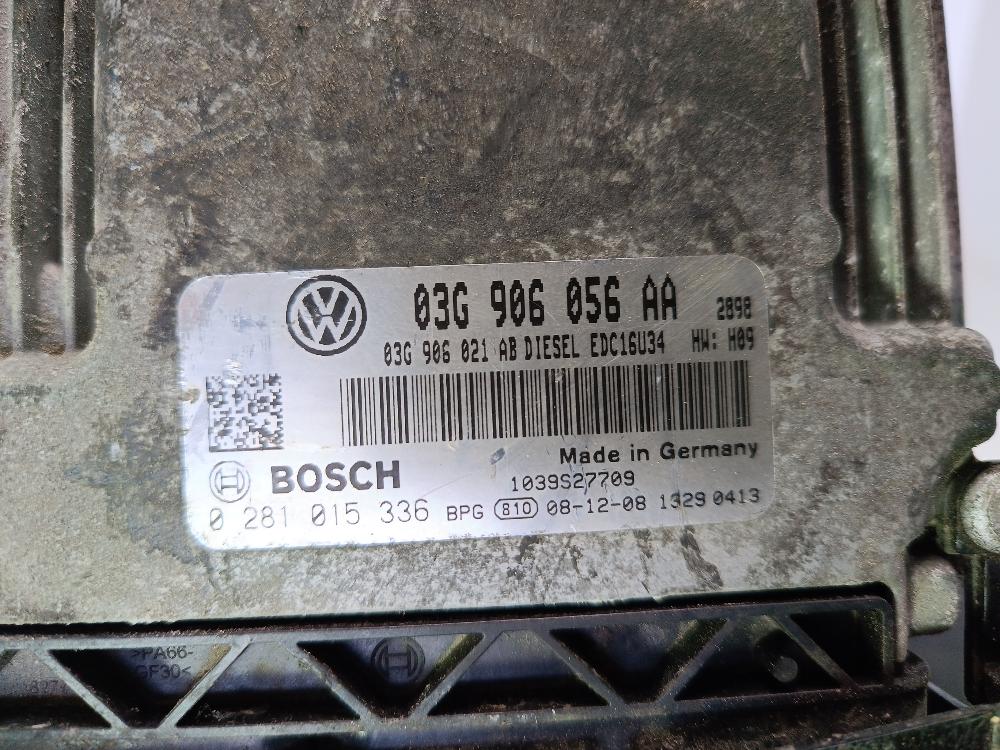 03G 906 056 AA 2898
03G 906 021 AB DIESEL EDC16U34 HW: H09
Made in Germany
BOSCH 1039S27709
0 281 015 336 BPG 810 08-12-08 1329 0413
>PA66-
GF30<